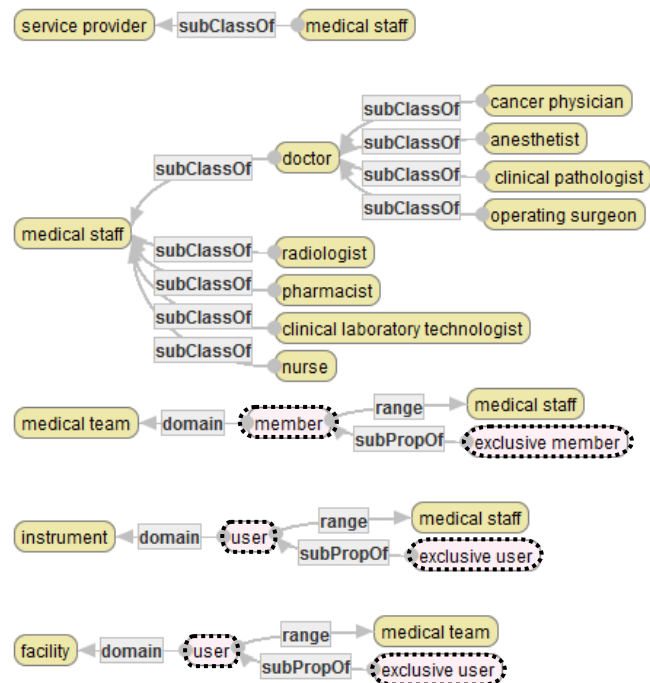 service provider subClassOf medical staff
cancer physician
subClassOf
anesthetist
subClassOf
doctor
subClassOf
clinical pathologist
subClassOf
subClassOf
operating surgeon
medical staff
subClassOf radiologist
subClassOf pharmacist
subClassOf clinical laboratory technologist
subClassOf nurse
range medical staff
medical team domain member
subPropOf exclusive member
range medical staff
instrument domain user
subPropOf exclusive user
range medical team
facility domain user
subPropOf exclusive user